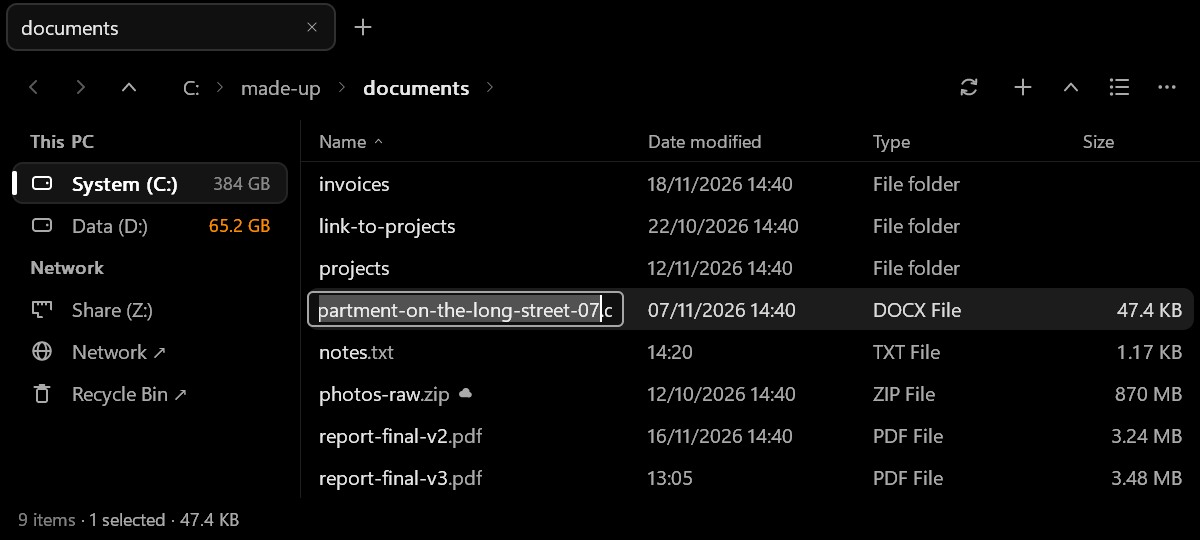 documents
C: made-up documents
This PC
System (C:) 384 GB
Data (D:) 65.2 GB
Network
Share (Z:)
Network ↗
Recycle Bin ↗
Name Date modified Type Size
invoices 18/11/2026 14:40 File folder
link-to-projects 22/10/2026 14:40 File folder
projects 12/11/2026 14:40 File folder
partment-on-the-long-street-07.c 07/11/2026 14:40 DOCX File 47.4 KB
notes.txt 14:20 TXT File 1.17 KB
photos-raw.zip 12/10/2026 14:40 ZIP File 870 MB
report-final-v2.pdf 16/11/2026 14:40 PDF File 3.24 MB
report-final-v3.pdf 13:05 PDF File 3.48 MB
9 items · 1 selected · 47.4 KB